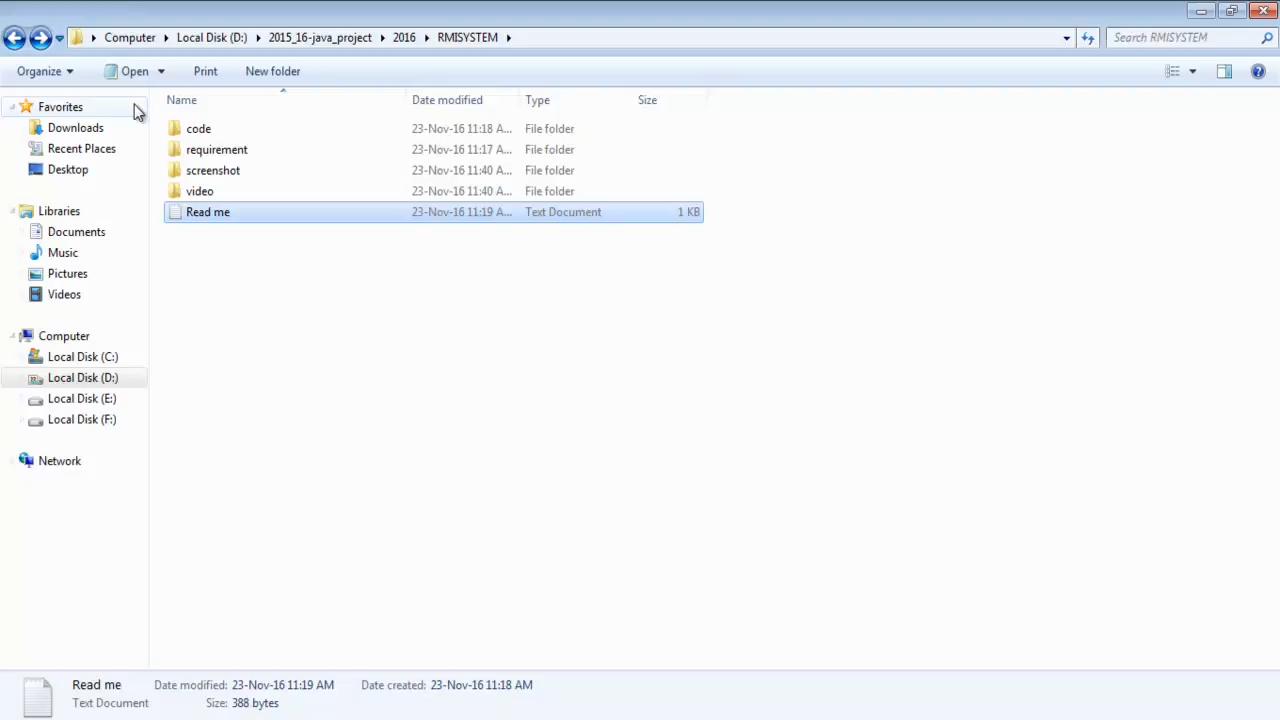 Computer Local Disk (D:) 2015_16-java_project 2016 RMISYSTEM Search RMISYSTEM
Organize Open Print New folder
Favorites
Downloads
Recent Places
Desktop
Libraries
Documents
Music
Pictures
Videos
Computer
Local Disk (C:)
Local Disk (D:)
Local Disk (E:)
Local Disk (F:)
Network
Name Date modified Type Size
code 23-Nov-16 11:18 A... File folder
requirement 23-Nov-16 11:17 A... File folder
screenshot 23-Nov-16 11:40 A... File folder
video 23-Nov-16 11:40 A... File folder
Read me 23-Nov-16 11:19 A... Text Document 1 KB
Read me Date modified: 23-Nov-16 11:19 AM Date created: 23-Nov-16 11:18 AM
Text Document Size: 388 bytes